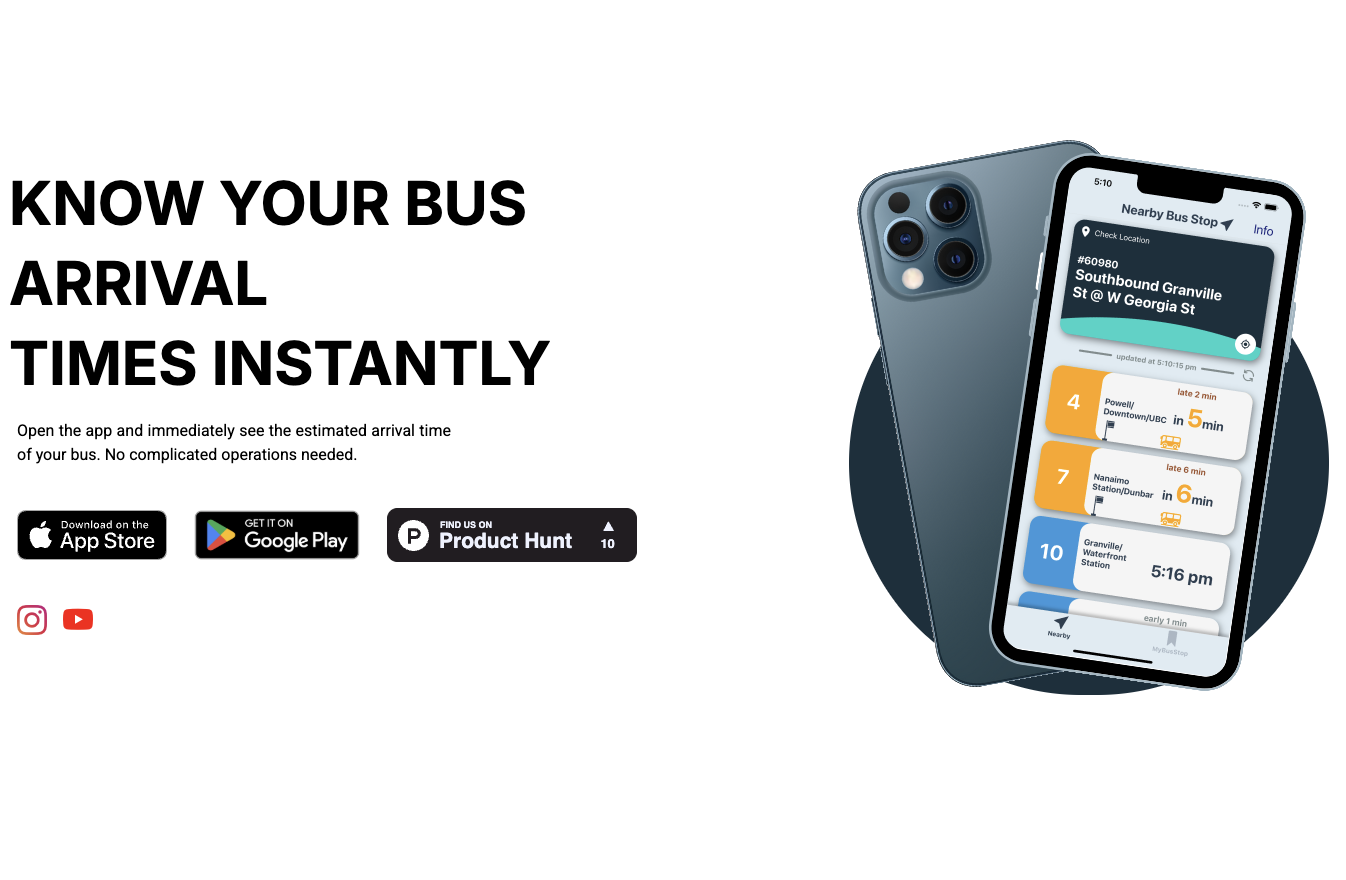 KNOW YOUR BUS
ARRIVAL
TIMES INSTANTLY
Open the app and immediately see the estimated arrival time
of your bus. No complicated operations needed.
Download on the
App Store
GET IT ON
Google Play
P
FIND US ON
Product Hunt
10
5:10
Nearby Bus Stop
Info
Check Location
#60980
Southbound Granville
St @ W Georgia St
updated at 5:10:15 pm
4
Powell/
Downtown/UBC
late 2 min
in 5min
7
Nanaimo
Station/Dunbar
late 6 min
in 6min
10
Granville/
Waterfront
Station
5:16 pm
early 1 min
Nearby
MyBusStop